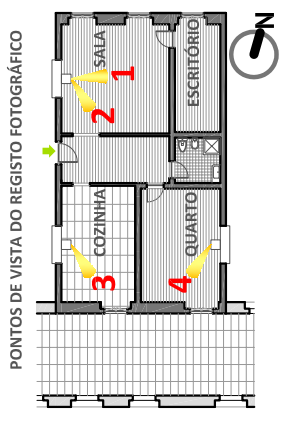 PONTOS DE VISTA DO REGISTO FOTOGRÁFICO
SALA
ESCRITÓRIO
N
1
2
COZINHA
QUARTO
3
4